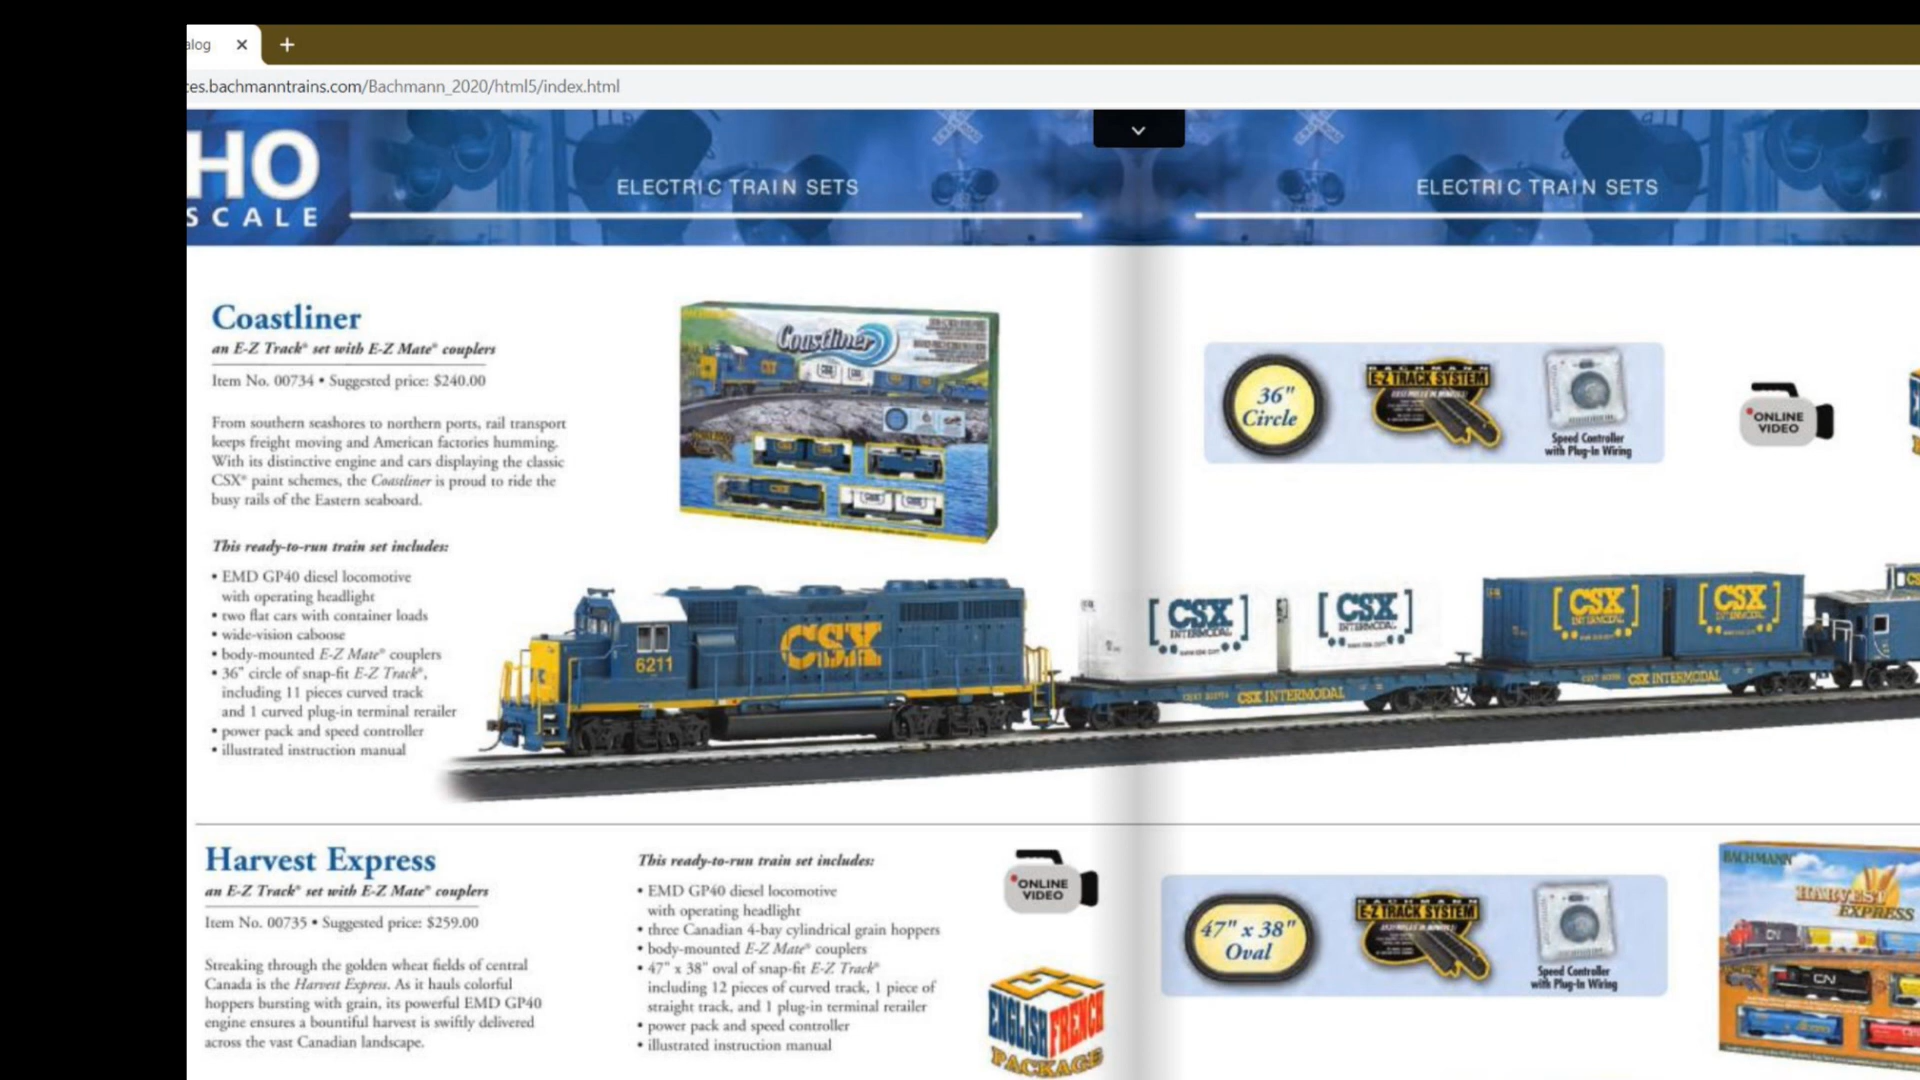 alog
ces.bachmanntrains.com/Bachmann_2020/html5/index.html
HO
SCALE
ELECTRIC TRAIN SETS
ELECTRIC TRAIN SETS
Coastliner
an E-Z Track® set with E-Z Mate® couplers
Item No. 00734 • Suggested price: $240.00
From southern seashores to northern ports, rail transport
keeps freight moving and American factories humming.
With its distinctive engine and cars displaying the classic
CSX® paint schemes, the Coastliner is proud to ride the
busy rails of the Eastern seaboard.
This ready-to-run train set includes:
• EMD GP40 diesel locomotive
with operating headlight
• two flat cars with container loads
• wide-vision caboose
• body-mounted E-Z Mate® couplers
• 36" circle of snap-fit E-Z Track®,
including 11 pieces curved track
and 1 curved plug-in terminal rerailer
• power pack and speed controller
• illustrated instruction manual
Coastliner
CSX
36"
Circle
BACHMANN
E-Z TRACK SYSTEM
Speed Controller
with Plug-In Wiring
ONLINE
VIDEO
6211
CSX
CSX
INTERMODAL
CSX
INTERMODAL
CSX
INTERMODAL
CSX
INTERMODAL
CSX INTERMODAL
CSX INTERMODAL
Harvest Express
an E-Z Track® set with E-Z Mate® couplers
Item No. 00735 • Suggested price: $259.00
Streaking through the golden wheat fields of central
Canada is the Harvest Express. As it hauls colorful
hoppers bursting with grain, its powerful EMD GP40
engine ensures a bountiful harvest is swiftly delivered
across the vast Canadian landscape.
This ready-to-run train set includes:
• EMD GP40 diesel locomotive
with operating headlight
• three Canadian 4-bay cylindrical grain hoppers
• body-mounted E-Z Mate® couplers
• 47" x 38" oval of snap-fit E-Z Track®
including 12 pieces of curved track, 1 piece of
straight track, and 1 plug-in terminal rerailer
• power pack and speed controller
• illustrated instruction manual
ONLINE
VIDEO
ENGLISH FRENCH
PACKAGE
47" x 38"
Oval
BACHMANN
E-Z TRACK SYSTEM
Speed Controller
with Plug-In Wiring
BACHMANN
HARVEST
EXPRESS
CN
CN